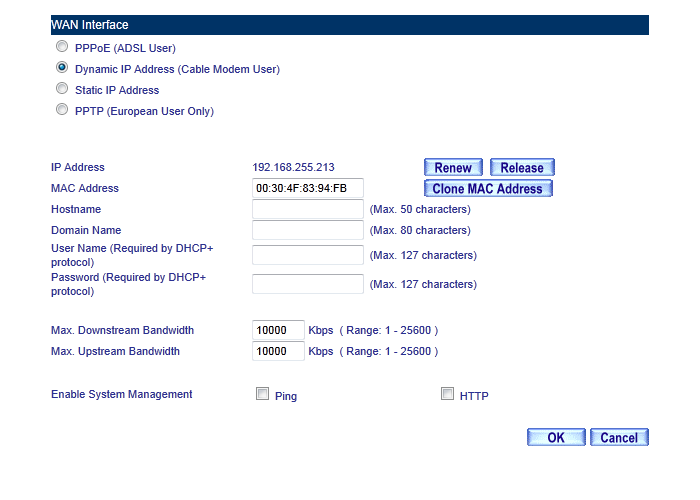 WAN Interface
PPPoE (ADSL User)
Dynamic IP Address (Cable Modem User)
Static IP Address
PPTP (European User Only)
IP Address 192.168.255.213 Renew Release
MAC Address 00:30:4F:83:94:FB Clone MAC Address
Hostname (Max. 50 characters)
Domain Name (Max. 80 characters)
User Name (Required by DHCP+
protocol) (Max. 127 characters)
Password (Required by DHCP+
protocol) (Max. 127 characters)
Max. Downstream Bandwidth 10000 Kbps ( Range: 1 - 25600 )
Max. Upstream Bandwidth 10000 Kbps ( Range: 1 - 25600 )
Enable System Management Ping HTTP
OK Cancel